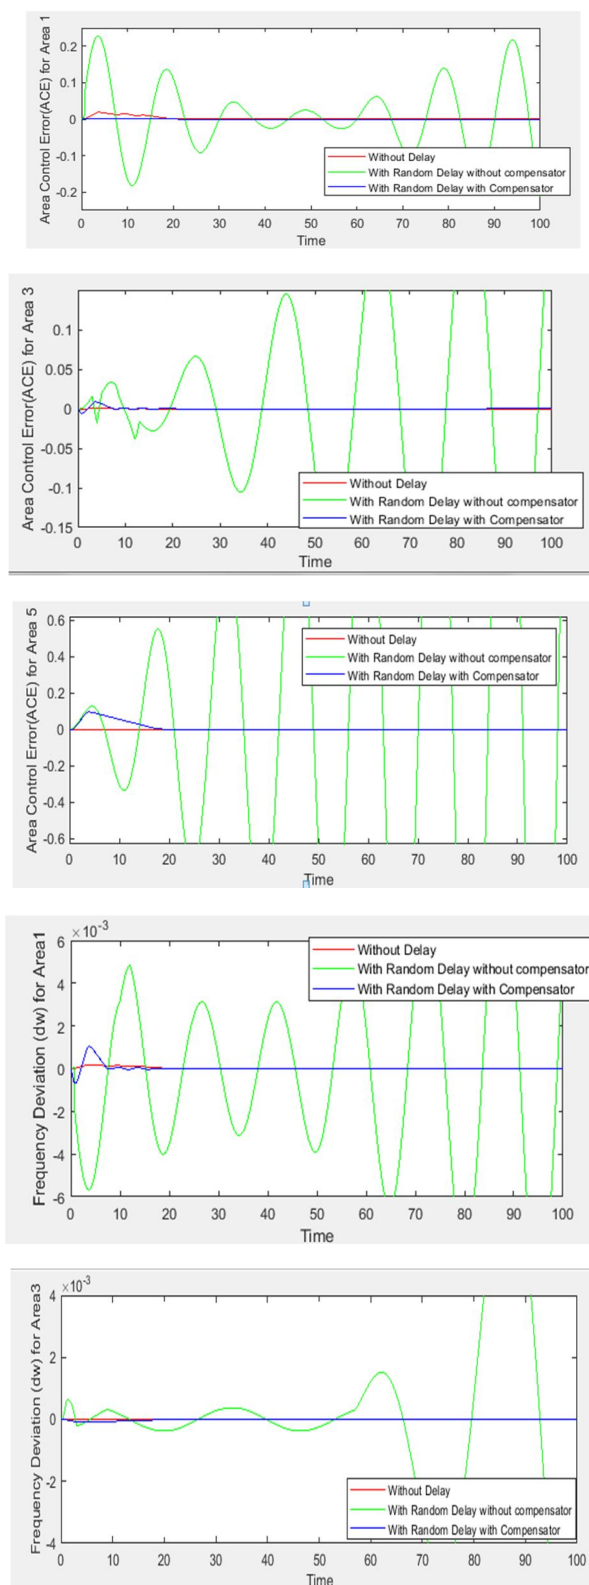 Area Control Error(ACE) for Area 1
0.2
0.1
0
-0.1
-0.2
Without Delay
With Random Delay without compensator
With Random Delay with Compensator
0 10 20 30 40 50 60 70 80 90 100
Time
Area Control Error(ACE) for Area 3
0.1
0.05
0
-0.05
-0.1
-0.15
Without Delay
With Random Delay without compensator
With Random Delay with Compensator
0 10 20 30 40 50 60 70 80 90 100
Time
Area Control Error(ACE) for Area 5
0.6
0.4
0.2
0
-0.2
-0.4
-0.6
Without Delay
With Random Delay without compensator
With Random Delay with Compensator
0 10 20 30 40 50 60 70 80 90 100
Time
Frequency Deviation (dw) for Area1
×10-3
6
4
2
0
-2
-4
-6
Without Delay
With Random Delay without compensator
With Random Delay with Compensator
0 10 20 30 40 50 60 70 80 90 100
Time
Frequency Deviation (dw) for Area3
×10-3
4
2
0
-2
-4
Without Delay
With Random Delay without compensator
With Random Delay with Compensator
0 10 20 30 40 50 60 70 80 90 100
Time